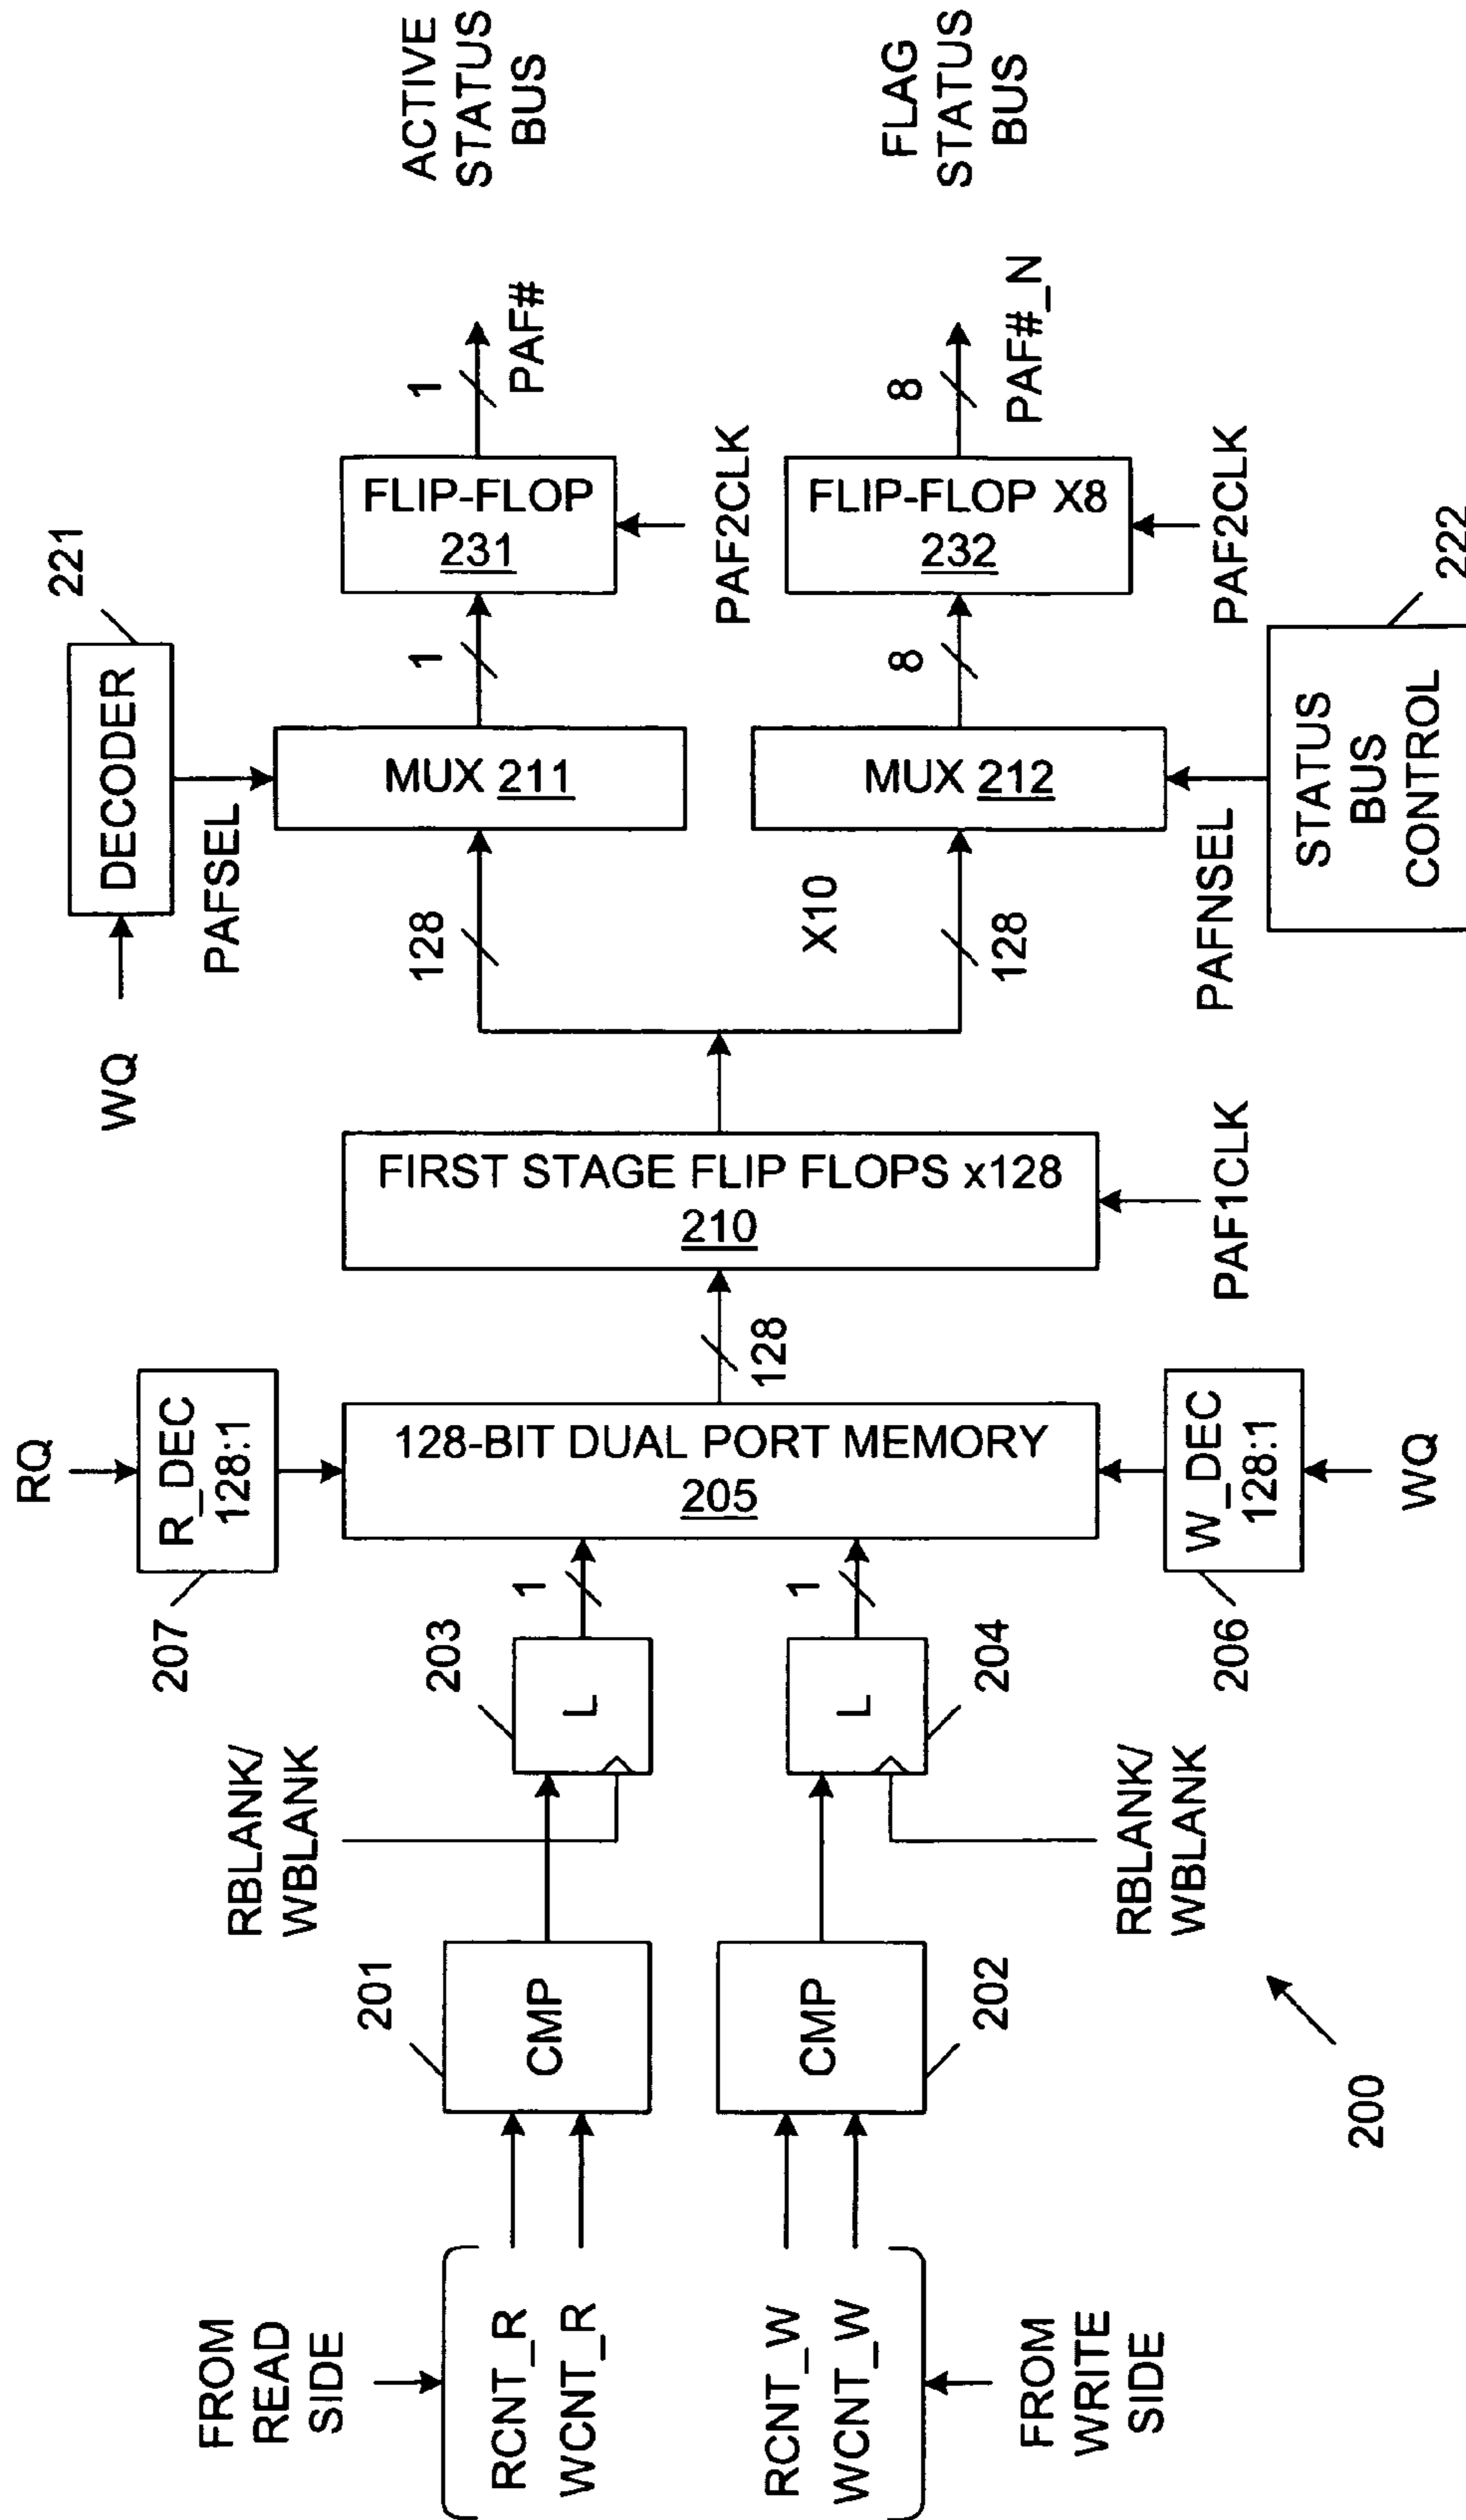 FROM
READ
SIDE
RCNT_R
WCNT_R
RCNT_W
WCNT_W
FROM
WRITE
SIDE
201
CMP
CMP
202
RBLANK/
WBLANK
203
L
1
L
1
204
RBLANK/
WBLANK
207
RQ
R_DEC
128:1
128-BIT DUAL PORT MEMORY
205
W_DEC
128:1
206
WQ
128
FIRST STAGE FLIP FLOPS x128
210
PAF1CLK
WQ
DECODER
221
PAFSEL
128
X10
128
MUX 211
MUX 212
PAFNSEL
STATUS
BUS
CONTROL
222
1
8
FLIP-FLOP
231
PAF2CLK
FLIP-FLOP X8
232
PAF2CLK
1
PAF#
8
PAF#_N
ACTIVE
STATUS
BUS
FLAG
STATUS
BUS
200